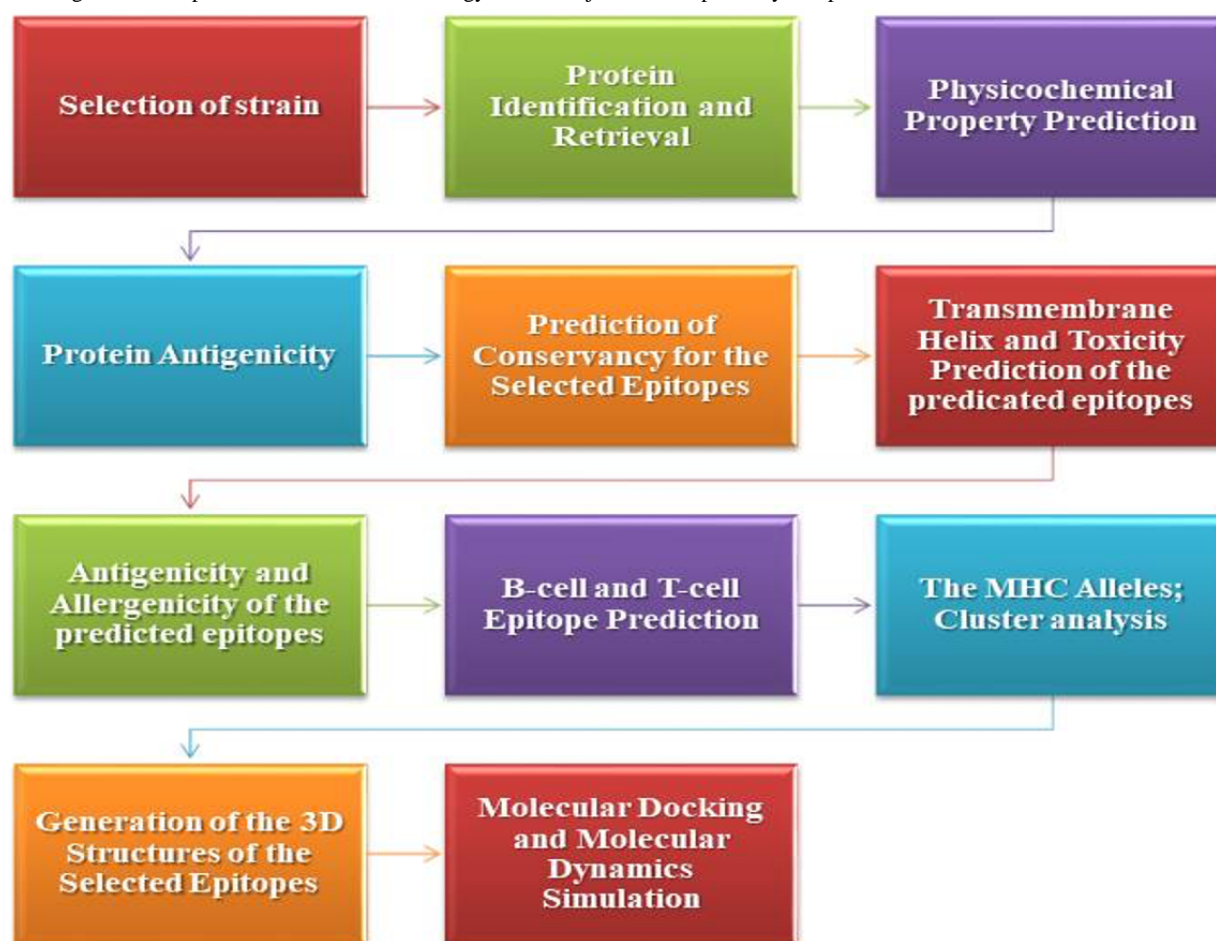 Selection of strain
Protein
Identification and
Retrieval
Physicochemical
Property Prediction
Protein Antigenicity
Prediction of
Conservancy for the
Selected Epitopes
Transmembrane
Helix and Toxicity
Prediction of the
predicated epitopes
Antigenicity and
Allergenicity of the
predicted epitopes
B-cell and T-cell
Epitope Prediction
The MHC Alleles;
Cluster analysis
Generation of the 3D
Structures of the
Selected Epitopes
Molecular Docking
and Molecular
Dynamics
Simulation